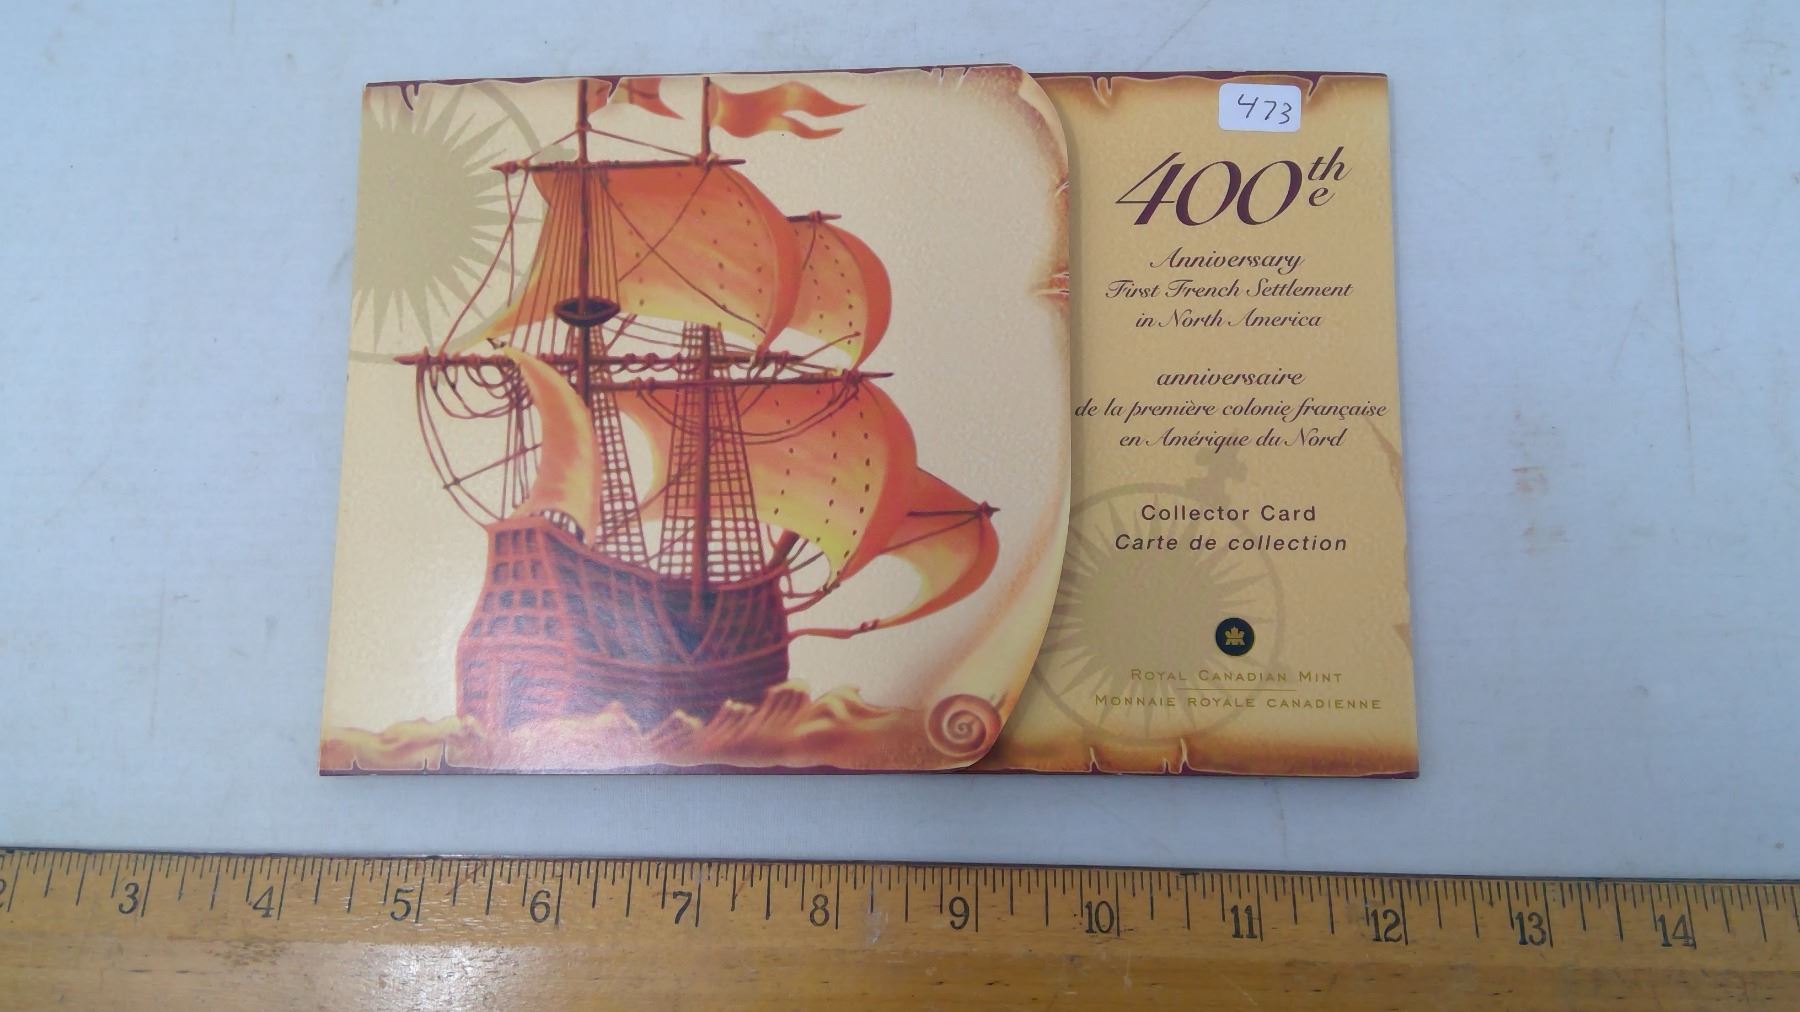 473
400th
e
Anniversary
First French Settlement
in North America
anniversaire
de la première colonie française
en Amérique du Nord
Collector Card
Carte de collection
ROYAL CANADIAN MINT
MONNAIE ROYALE CANADIENNE
2 3 4 5 6 7 8 9 10 11 12 13 14